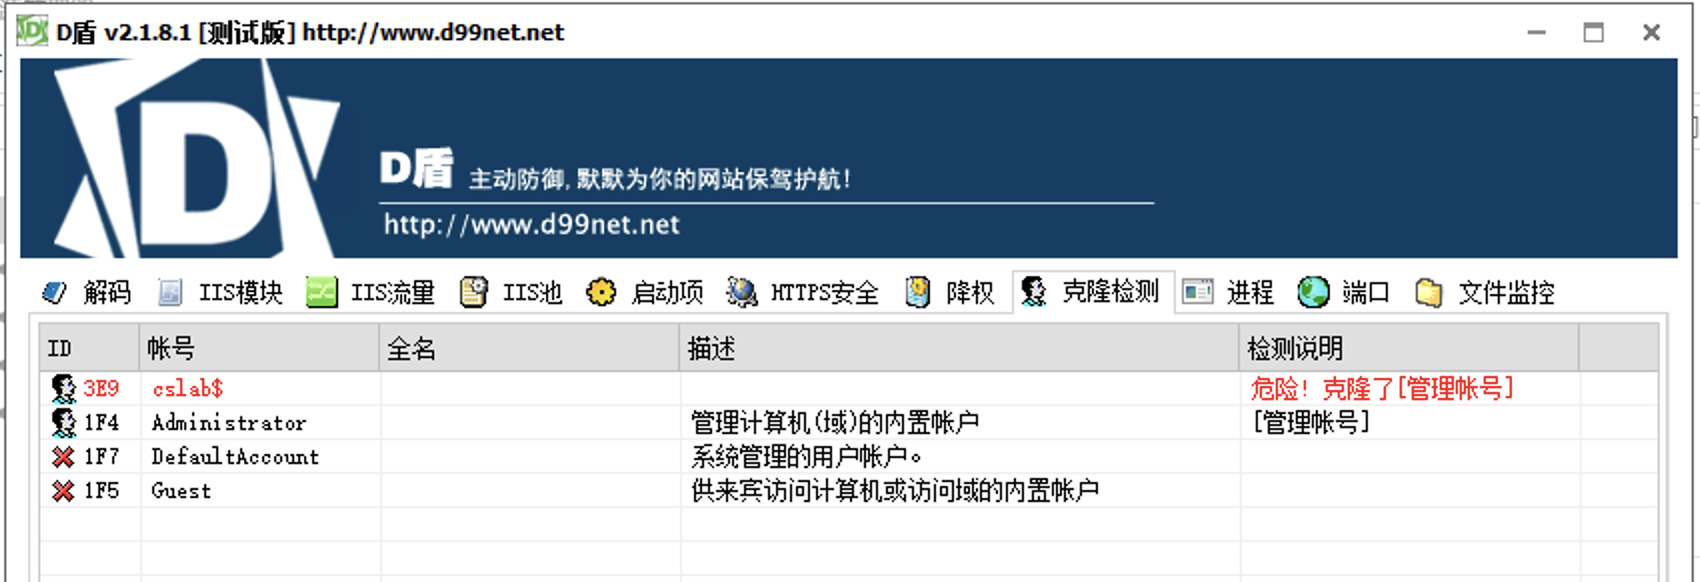 D盾 v2.1.8.1 [测试版] http://www.d99net.net
D盾 主动防御,默默为你的网站保驾护航!
http://www.d99net.net
解码 IIS模块 IIS流量 IIS池 启动项 HTTPS安全 降权 克隆检测 进程 端口 文件监控
ID 帐号 全名 描述 检测说明
3E9 cslab$ 危险! 克隆了[管理帐号]
1F4 Administrator 管理计算机(域)的内置帐户 [管理帐号]
1F7 DefaultAccount 系统管理的用户帐户。
1F5 Guest 供来宾访问计算机或访问域的内置帐户